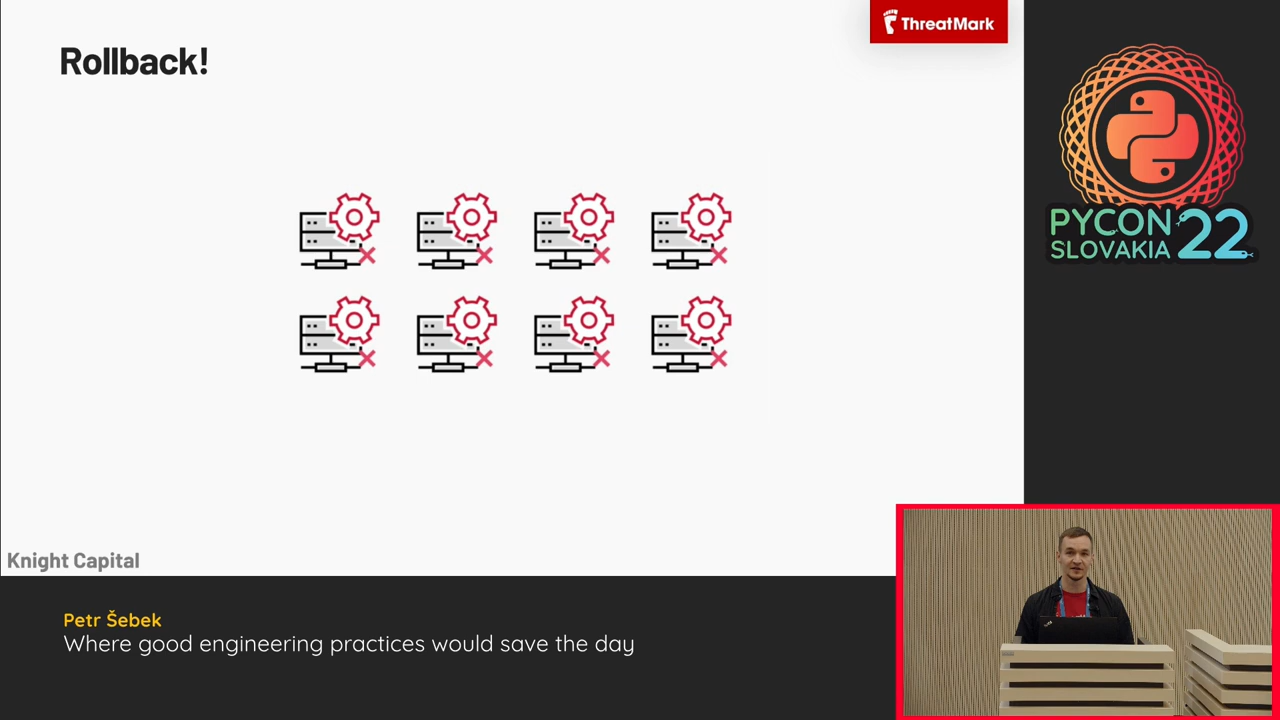 Rollback!
ThreatMark
PYCON
SLOVAKIA
22
Knight Capital
Petr Šebek
Where good engineering practices would save the day